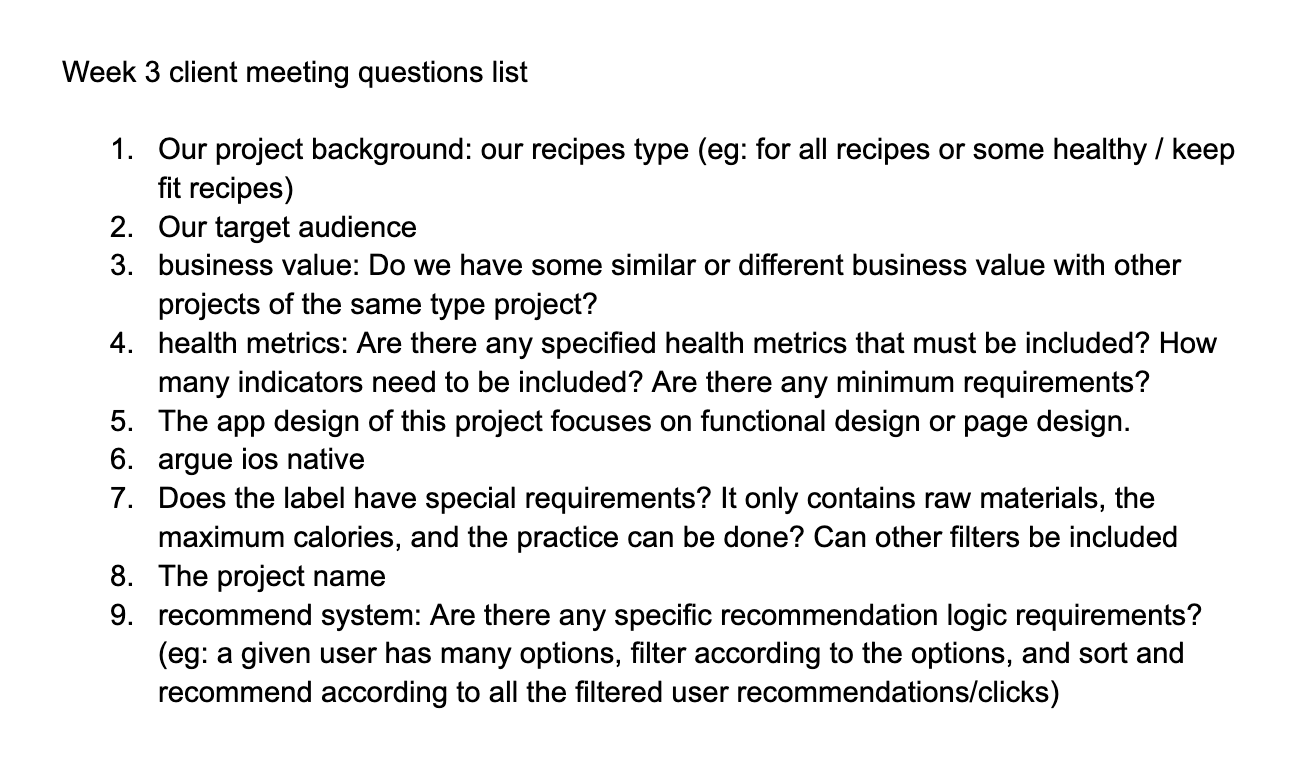 Week 3 client meeting questions list
1. Our project background: our recipes type (eg: for all recipes or some healthy / keep
fit recipes)
2. Our target audience
3. business value: Do we have some similar or different business value with other
projects of the same type project?
4. health metrics: Are there any specified health metrics that must be included? How
many indicators need to be included? Are there any minimum requirements?
5. The app design of this project focuses on functional design or page design.
6. argue ios native
7. Does the label have special requirements? It only contains raw materials, the
maximum calories, and the practice can be done? Can other filters be included
8. The project name
9. recommend system: Are there any specific recommendation logic requirements?
(eg: a given user has many options, filter according to the options, and sort and
recommend according to all the filtered user recommendations/clicks)